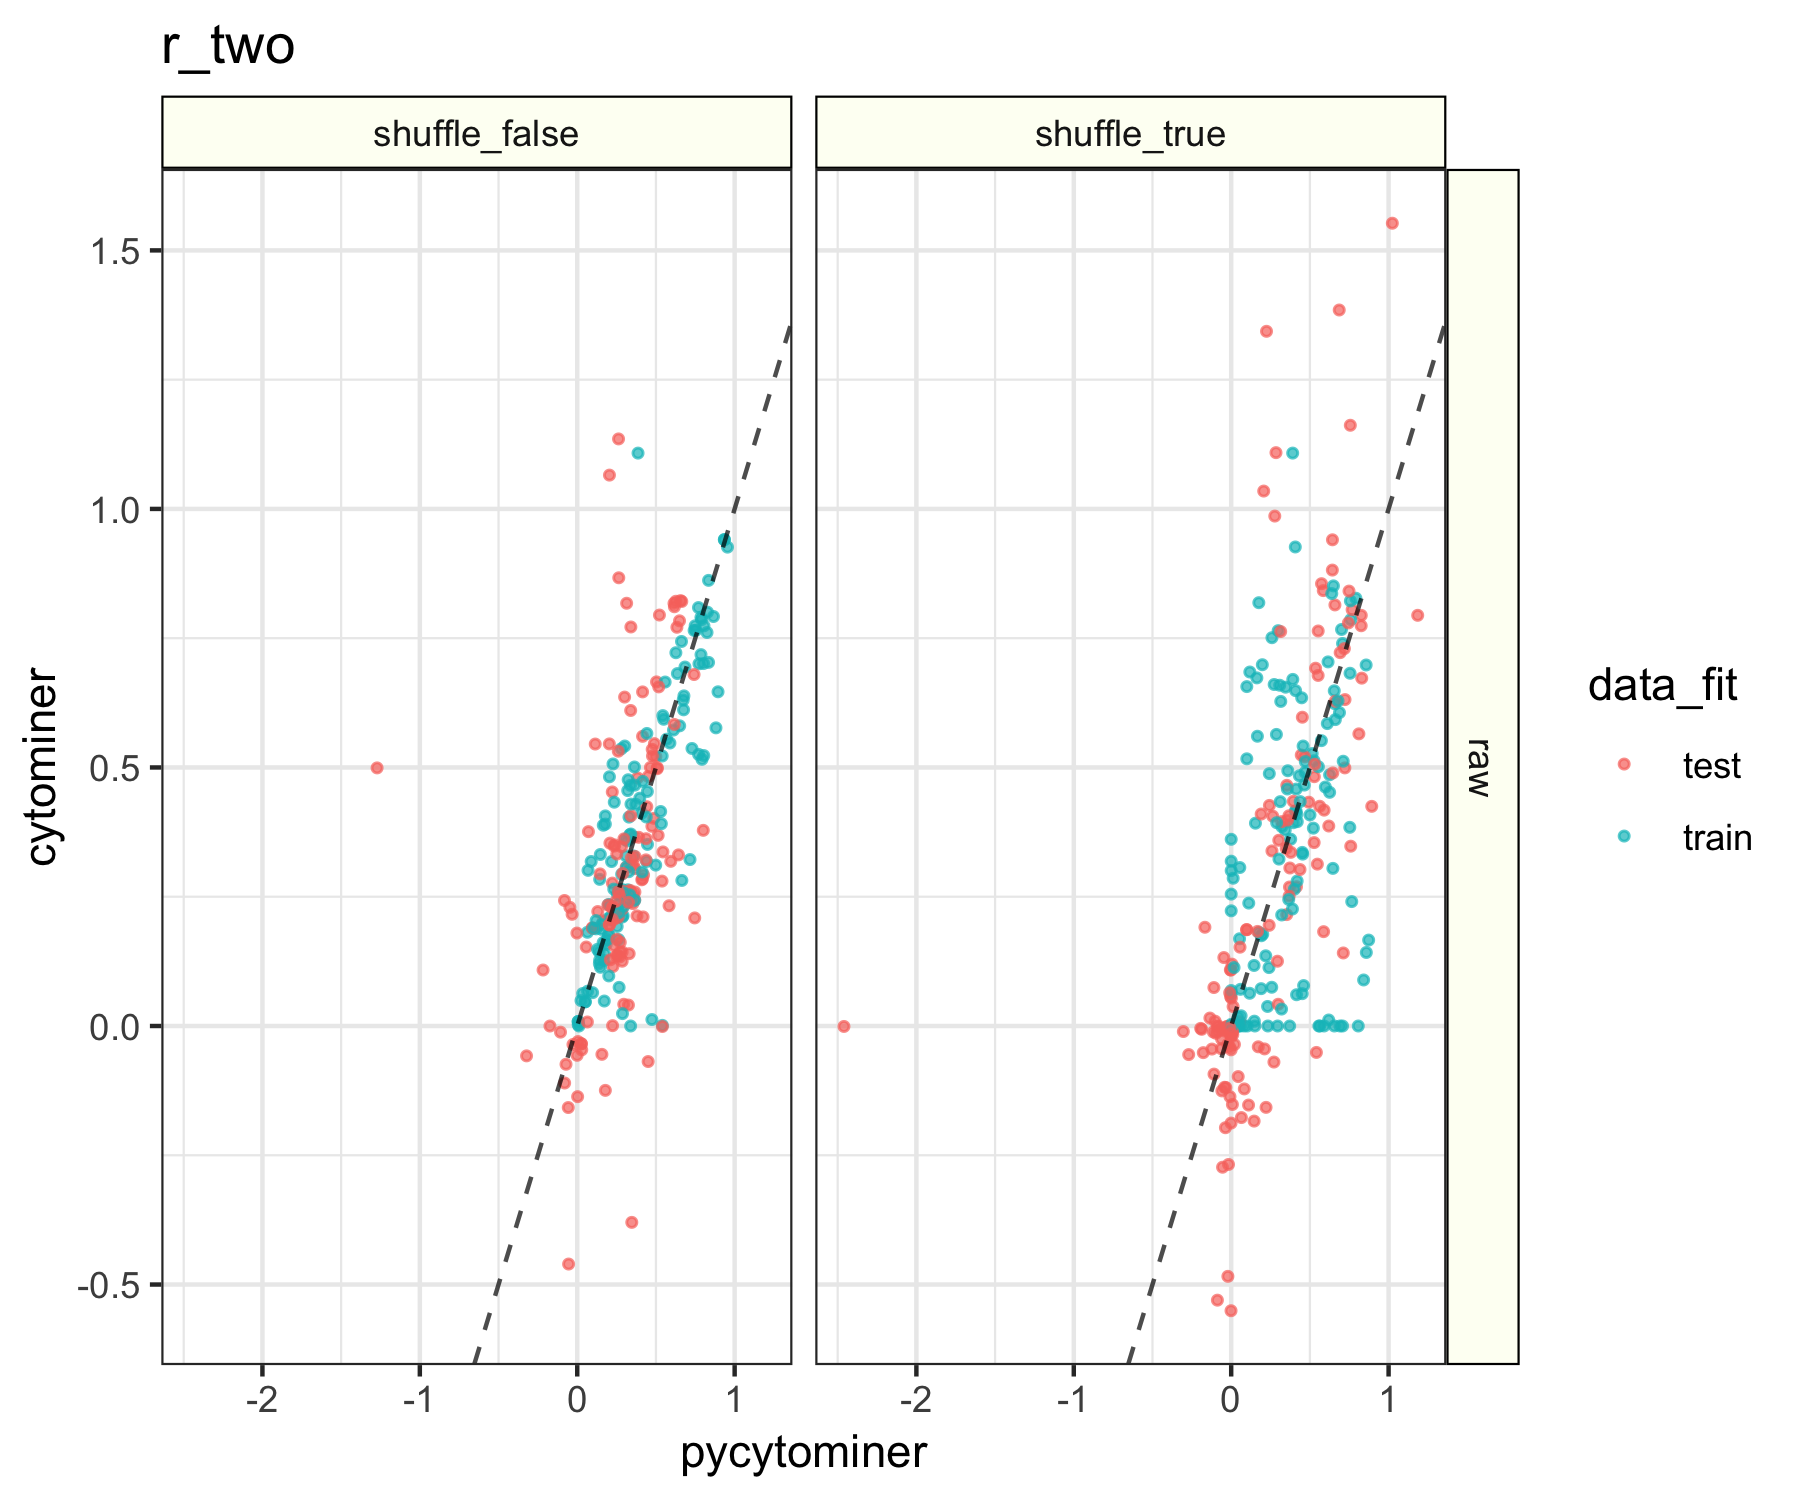 r_two
shuffle_false
shuffle_true
raw
1.5
1.0
0.5
0.0
-0.5
cytominer
-2 -1 0 1
-2 -1 0 1
pycytominer
data_fit
test
train